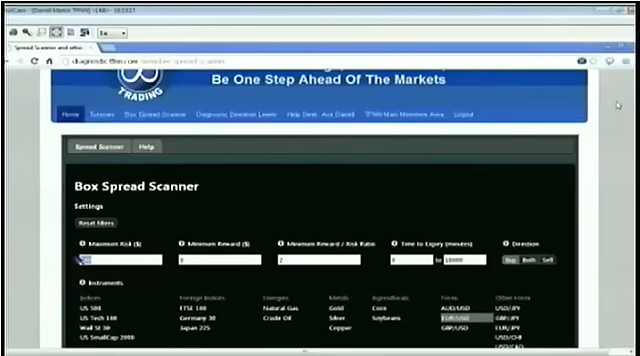 Spread Scanner and othe
diagnostic.tfnn.com
TRADING
Be One Step Ahead Of The Markets
Home Tutorials Box Spread Scanner Diagnostic Direction Learn Help Desk Ask David TFNN Main Members Area Logout
Spread Scanner Help
Box Spread Scanner
Settings
Reset filters
Maximum Risk ($) Minimum Reward ($) Minimum Reward / Risk Ratio Time to Expiry (minutes) Direction
0 2 0 to 10000 Buy Both Sell
Instruments
Indices Foreign Indices Energies Metals Agriculturals Forex Other Forex
US 500 FTSE 100 Natural Gas Gold Corn AUD/USD USD/JPY
US Tech 100 Germany 30 Crude Oil Silver Soybeans EUR/USD GBP/JPY
Wall St 30 Japan 225 Copper GBP/USD EUR/JPY
US SmallCap 2000 USD/CHF
USD/CAD